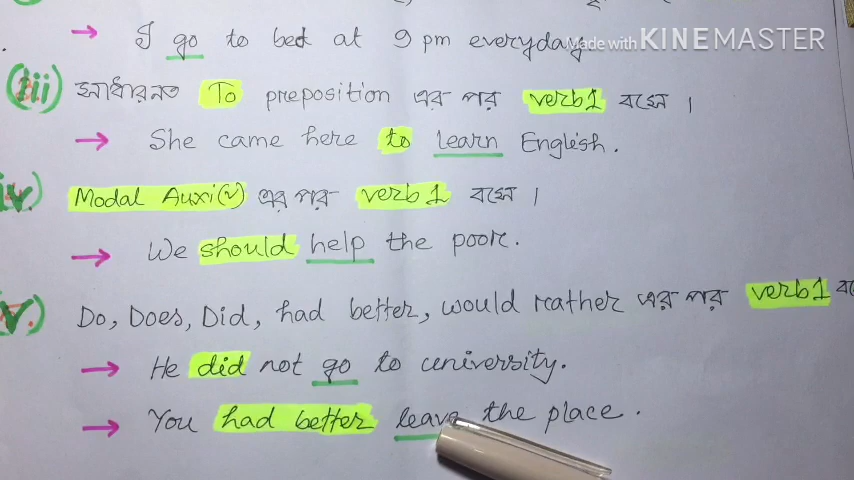 → I go to bed at 9 pm everyday
Made with KINEMASTER
(iii) সাধারনত To preposition এর পর verb1 বসে।
→ She came here to learn English.
iv) Modal Auxi(v) এর পর verb1 বসে।
→ We should help the poor.
v.) Do, Does, Did, had better, would rather এর পর verb1
→ He did not go to university.
→ You had better leave the place.